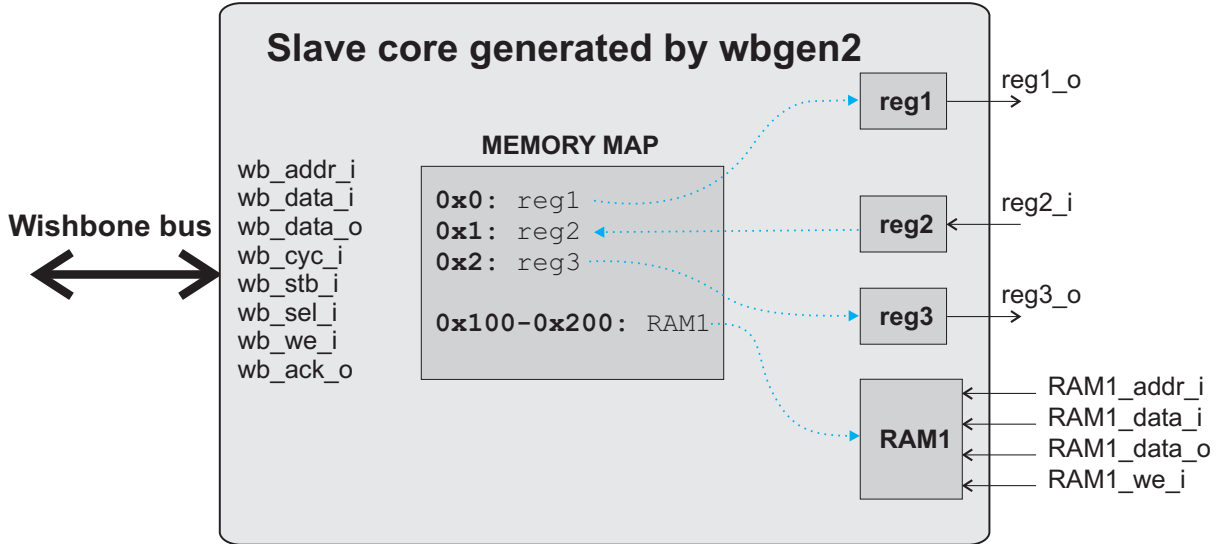 Slave core generated by wbgen2
Wishbone bus
wb_addr_i
wb_data_i
wb_data_o
wb_cyc_i
wb_stb_i
wb_sel_i
wb_we_i
wb_ack_o
MEMORY MAP
0x0: reg1
0x1: reg2
0x2: reg3
0x100-0x200: RAM1
reg1
reg1_o
reg2
reg2_i
reg3
reg3_o
RAM1
RAM1_addr_i
RAM1_data_i
RAM1_data_o
RAM1_we_i